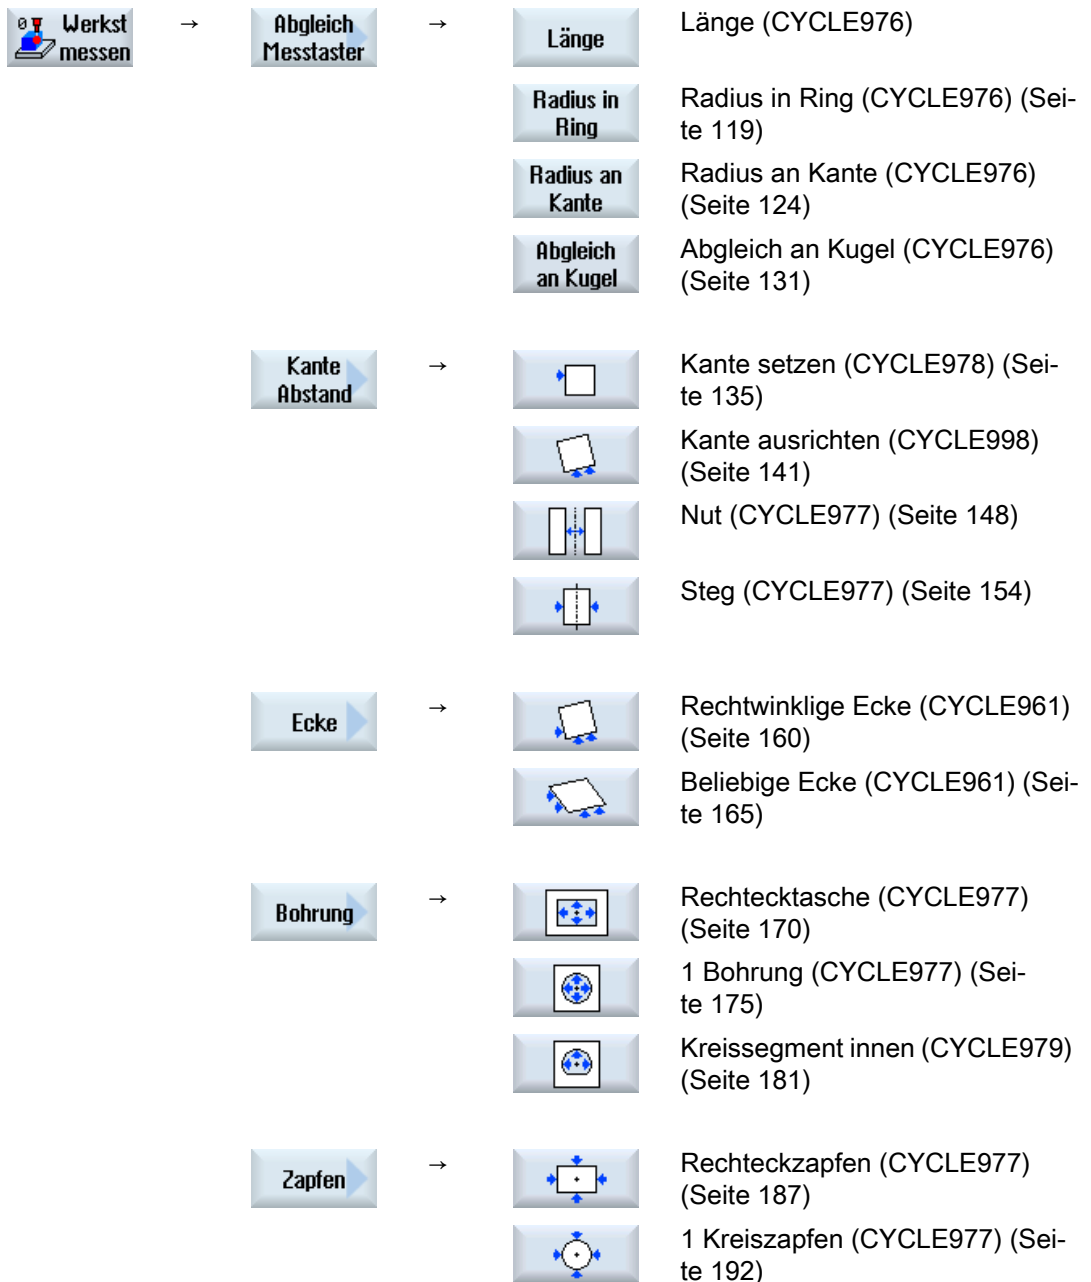 Werkst
messen
→
Abgleich
Messtaster
→
Länge
Länge (CYCLE976)
Radius in
Ring
Radius in Ring (CYCLE976) (Sei-
te 119)
Radius an
Kante
Radius an Kante (CYCLE976)
(Seite 124)
Abgleich
an Kugel
Abgleich an Kugel (CYCLE976)
(Seite 131)
Kante
Abstand
→
Kante setzen (CYCLE978) (Sei-
te 135)
Kante ausrichten (CYCLE998)
(Seite 141)
Nut (CYCLE977) (Seite 148)
Steg (CYCLE977) (Seite 154)
Ecke
→
Rechtwinklige Ecke (CYCLE961)
(Seite 160)
Beliebige Ecke (CYCLE961) (Sei-
te 165)
Bohrung
→
Rechtecktasche (CYCLE977)
(Seite 170)
1 Bohrung (CYCLE977) (Sei-
te 175)
Kreissegment innen (CYCLE979)
(Seite 181)
Zapfen
→
Rechteckzapfen (CYCLE977)
(Seite 187)
1 Kreiszapfen (CYCLE977) (Sei-
te 192)